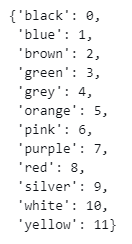 {'black': 0,
'blue': 1,
'brown': 2,
'green': 3,
'grey': 4,
'orange': 5,
'pink': 6,
'purple': 7,
'red': 8,
'silver': 9,
'white': 10,
'yellow': 11}